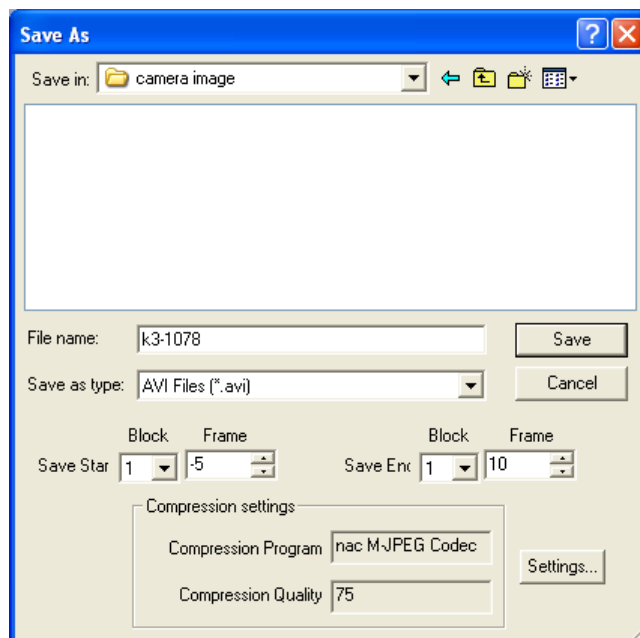 Save As
Save in: camera image
File name: k3-1078 Save
Save as type: AVI Files (*.avi) Cancel
Block Frame Block Frame
Save Star 1 -5 Save Enc 1 10
Compression settings
Compression Program nac M-JPEG Codec
Settings...
Compression Quality 75